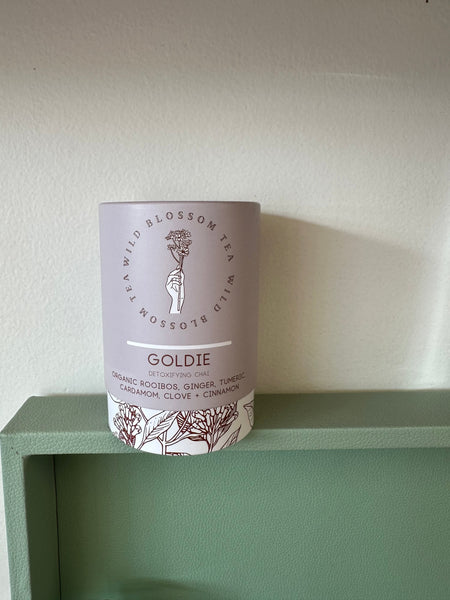 WILD BLOSSOM TEA WILD BLOSSOM TEA
GOLDIE
DETOXIFYING CHAI
ORGANIC ROOIBOS, GINGER, TUMERIC,
CARDAMOM, CLOVE + CINNAMON